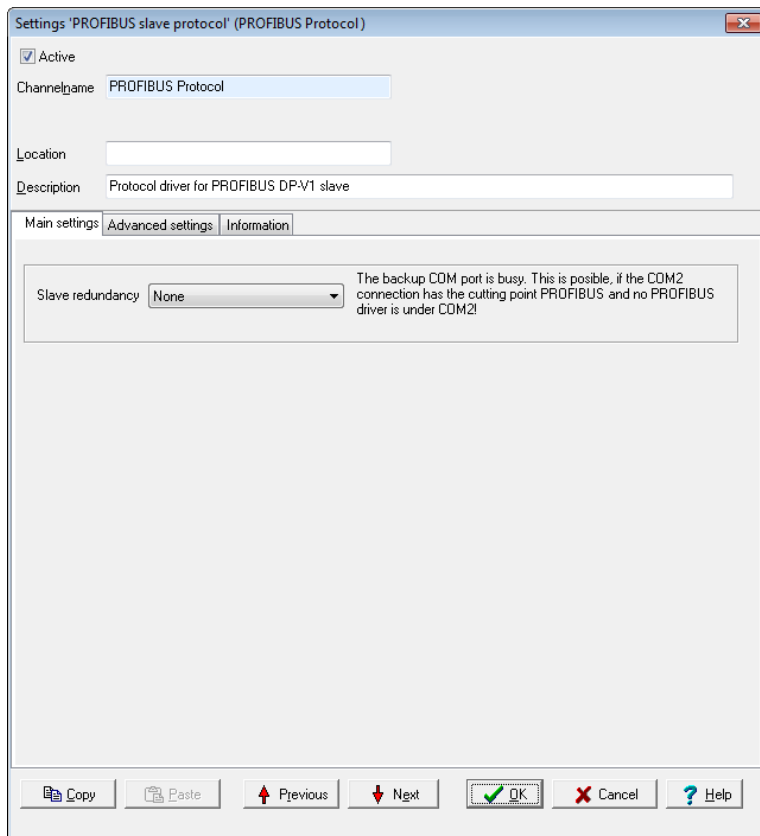 Settings 'PROFIBUS slave protocol' (PROFIBUS Protocol)
Active
Channelname PROFIBUS Protocol
Location
Description Protocol driver for PROFIBUS DP-V1 slave
Main settings Advanced settings Information
Slave redundancy None
The backup COM port is busy. This is posible, if the COM2
connection has the cutting point PROFIBUS and no PROFIBUS
driver is under COM2!
Copy Paste Previous Next OK Cancel Help